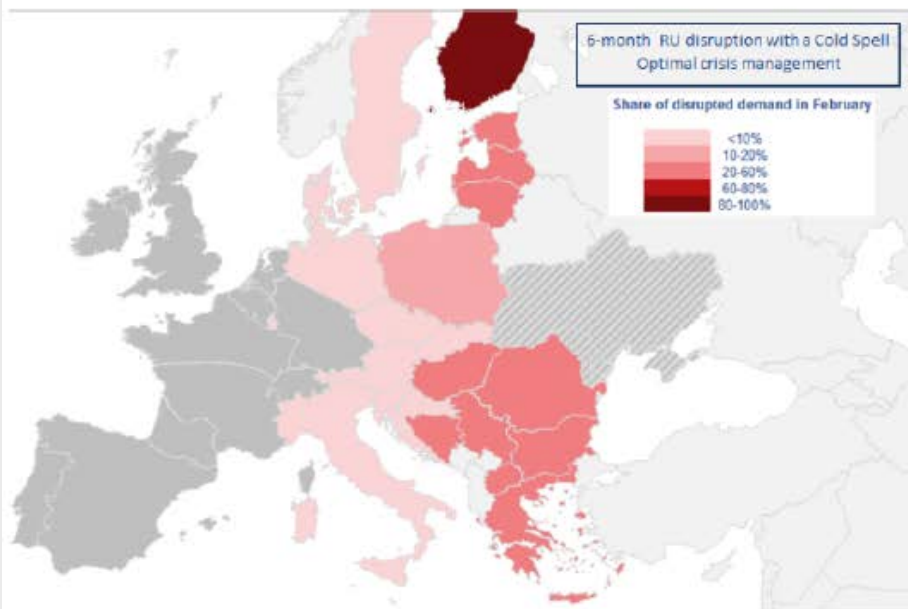 6-month RU disruption with a Cold Spell
Optimal crisis management
Share of disrupted demand in February
<10%
10-20%
20-60%
60-80%
80-100%